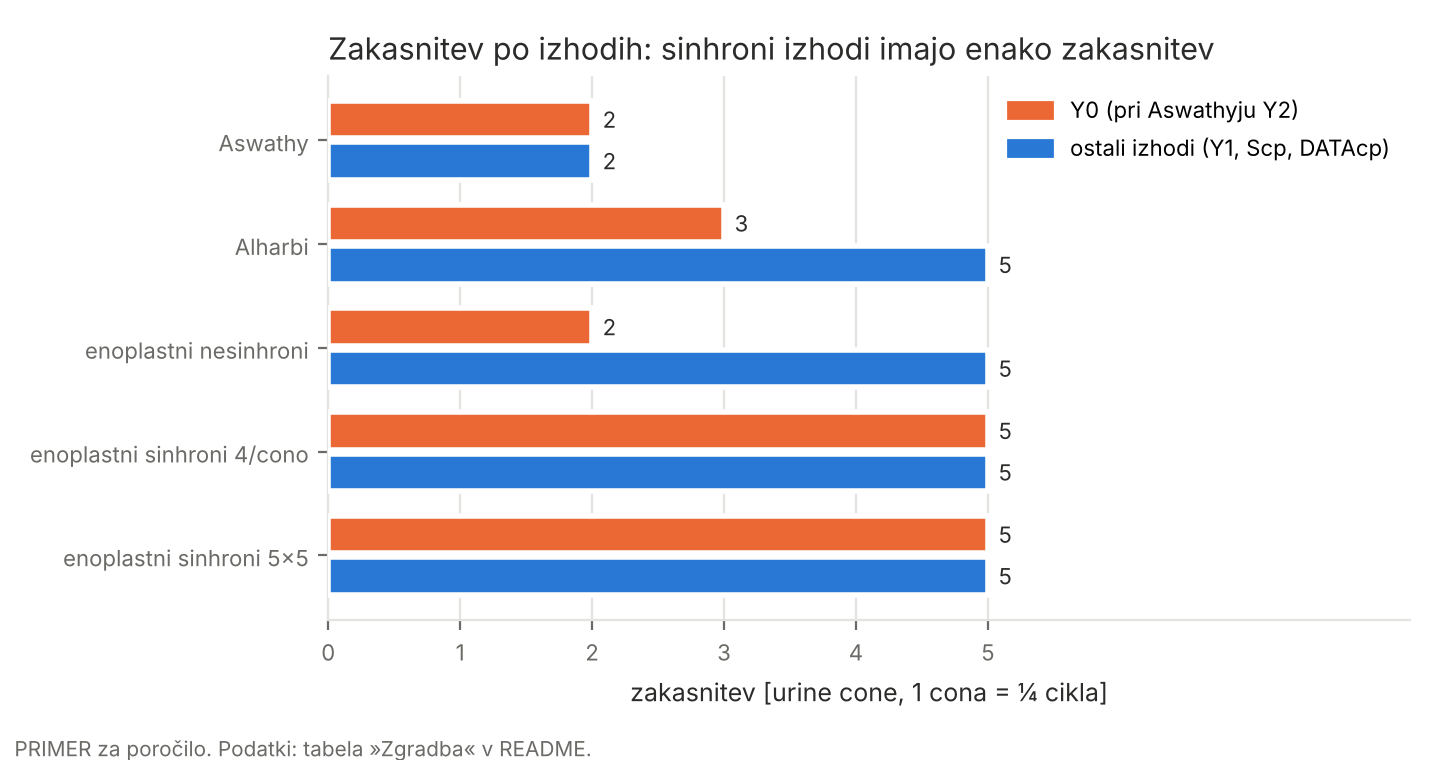 Zakasnitev po izhodih: sinhroni izhodi imajo enako zakasnitev
Y0 (pri Aswathyju Y2)
ostali izhodi (Y1, Scp, DATAcp)
Aswathy
2
2
Alharbi
3
5
enoplastni nesinhroni
2
5
enoplastni sinhroni 4/cono
5
5
enoplastni sinhroni 5×5
5
5
0 1 2 3 4 5
zakasnitev [urine cone, 1 cona = ¼ cikla]
PRIMER za poročilo. Podatki: tabela »Zgradba« v README.